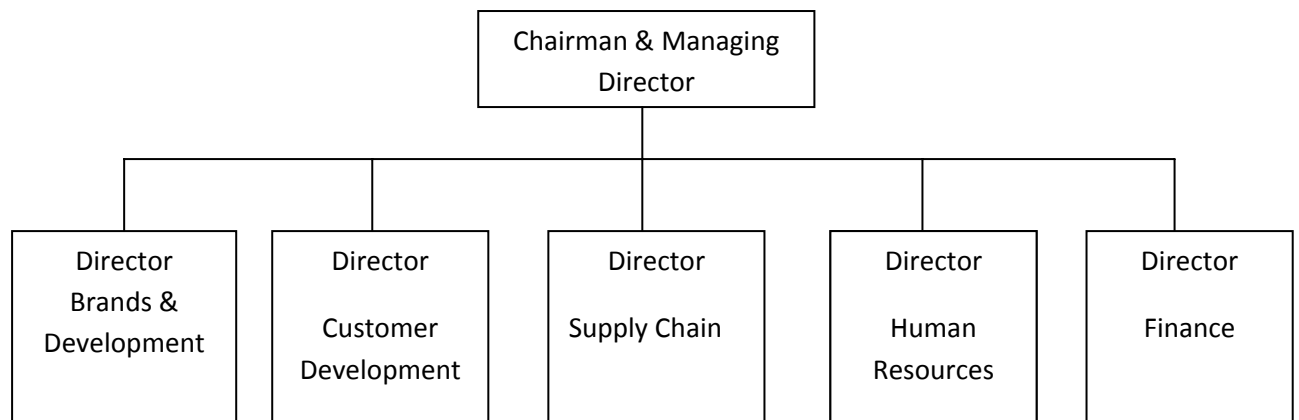 Chairman & Managing
Director
Director
Brands &
Development
Director
Customer
Development
Director
Supply Chain
Director
Human
Resources
Director
Finance